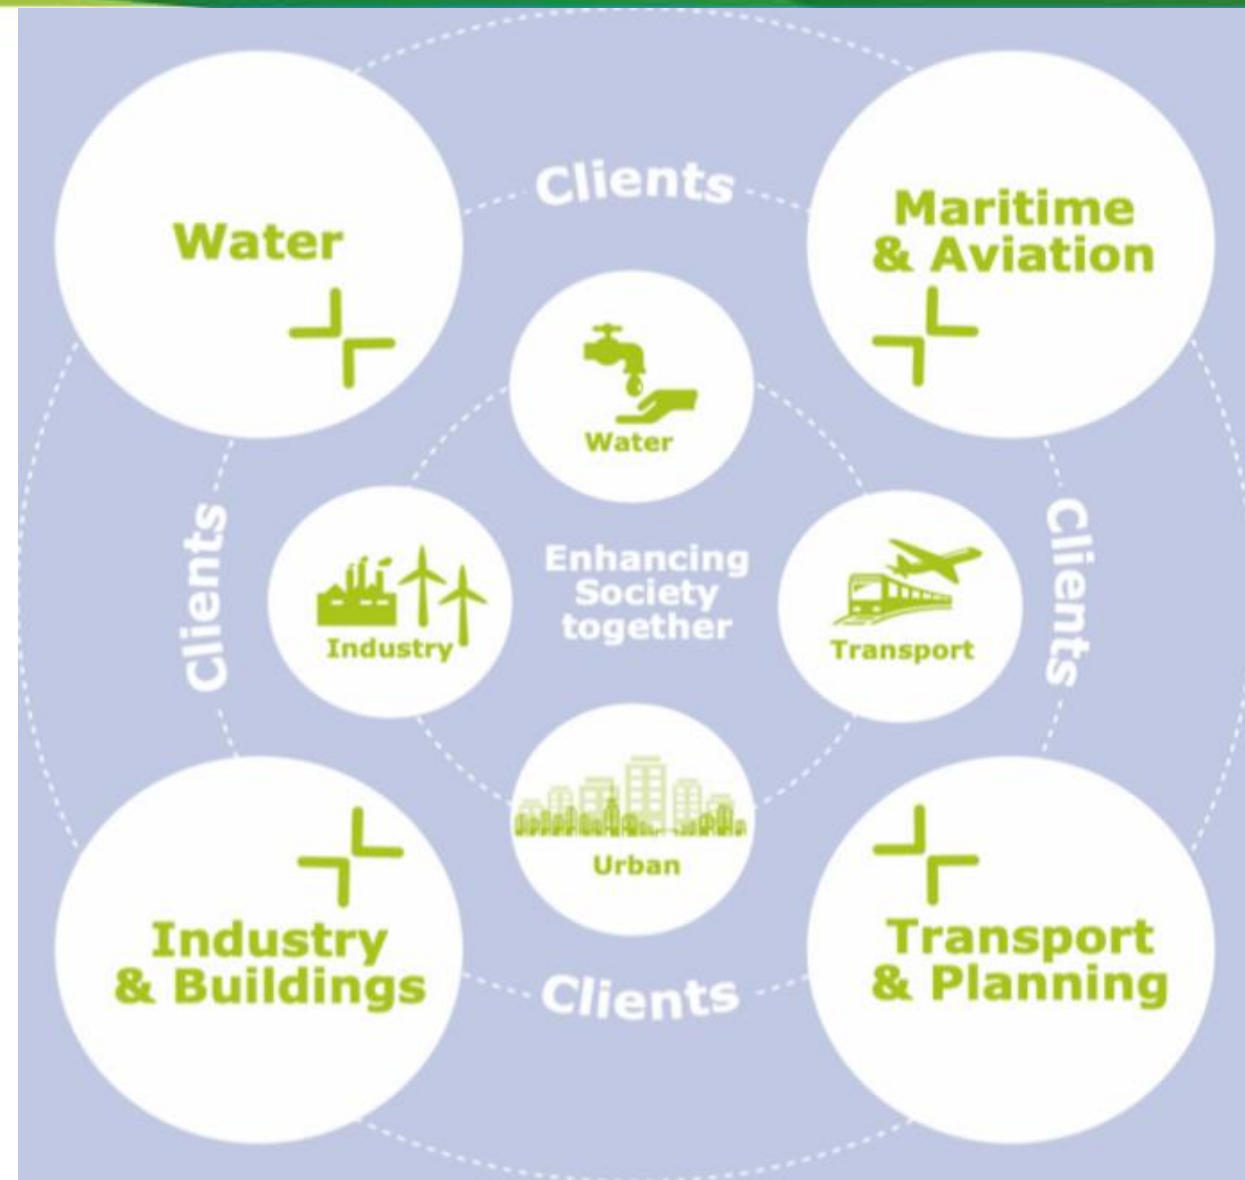 Clients
Water
Maritime
& Aviation
Water
Clients
Enhancing
Society
together
Clients
Industry
Transport
Urban
Industry
& Buildings
Transport
& Planning
Clients